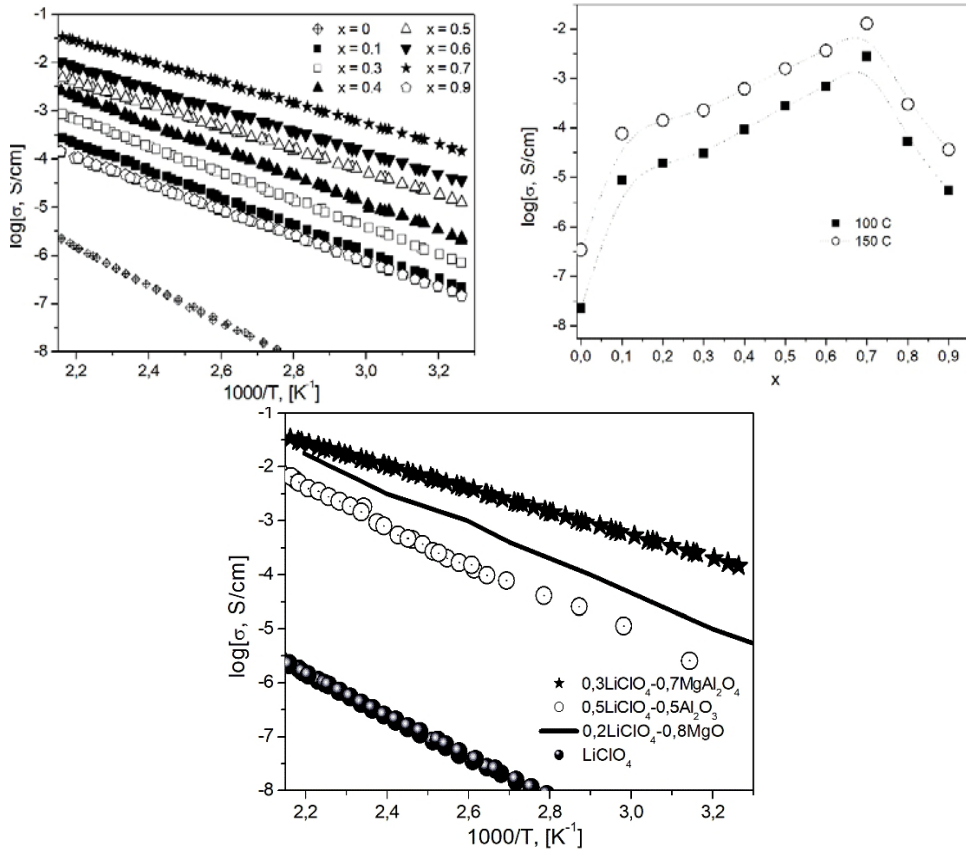 -1
-2
-3
-4
-5
-6
-7
-8
log[σ, S/cm]
x = 0
x = 0.1
x = 0.3
x = 0.4
x = 0.5
x = 0.6
x = 0.7
x = 0.9
2,2 2,4 2,6 2,8 3,0 3,2
1000/T, [K⁻¹]
-2
-3
-4
-5
-6
-7
-8
log[σ, S/cm]
100 C
150 C
0,0 0,1 0,2 0,3 0,4 0,5 0,6 0,7 0,8 0,9
x
-1
-2
-3
-4
-5
-6
-7
-8
log[σ, S/cm]
0,3LiClO₄-0,7MgAl₂O₄
0,5LiClO₄-0,5Al₂O₃
0,2LiClO₄-0,8MgO
LiClO₄
2,2 2,4 2,6 2,8 3,0 3,2
1000/T, [K⁻¹]